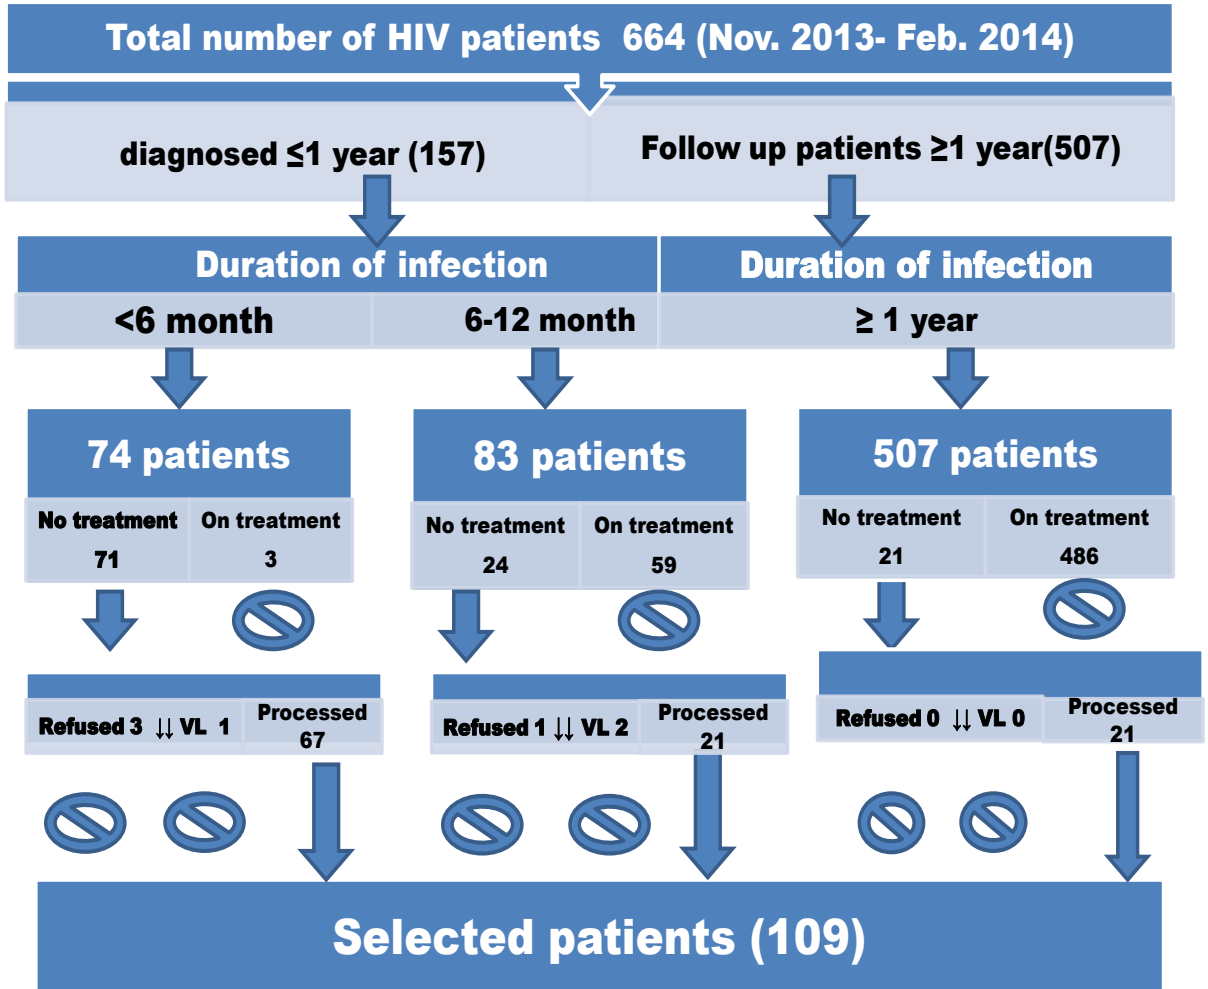 Total number of HIV patients 664 (Nov. 2013- Feb. 2014)
diagnosed ≤1 year (157)
Follow up patients ≥1 year(507)
Duration of infection
Duration of infection
<6 month
6-12 month
≥ 1 year
74 patients
83 patients
507 patients
No treatment
71
On treatment
3
No treatment
24
On treatment
59
No treatment
21
On treatment
486
Refused 3 ↓↓ VL 1
Processed
67
Refused 1 ↓↓ VL 2
Processed
21
Refused 0 ↓↓ VL 0
Processed
21
Selected patients (109)